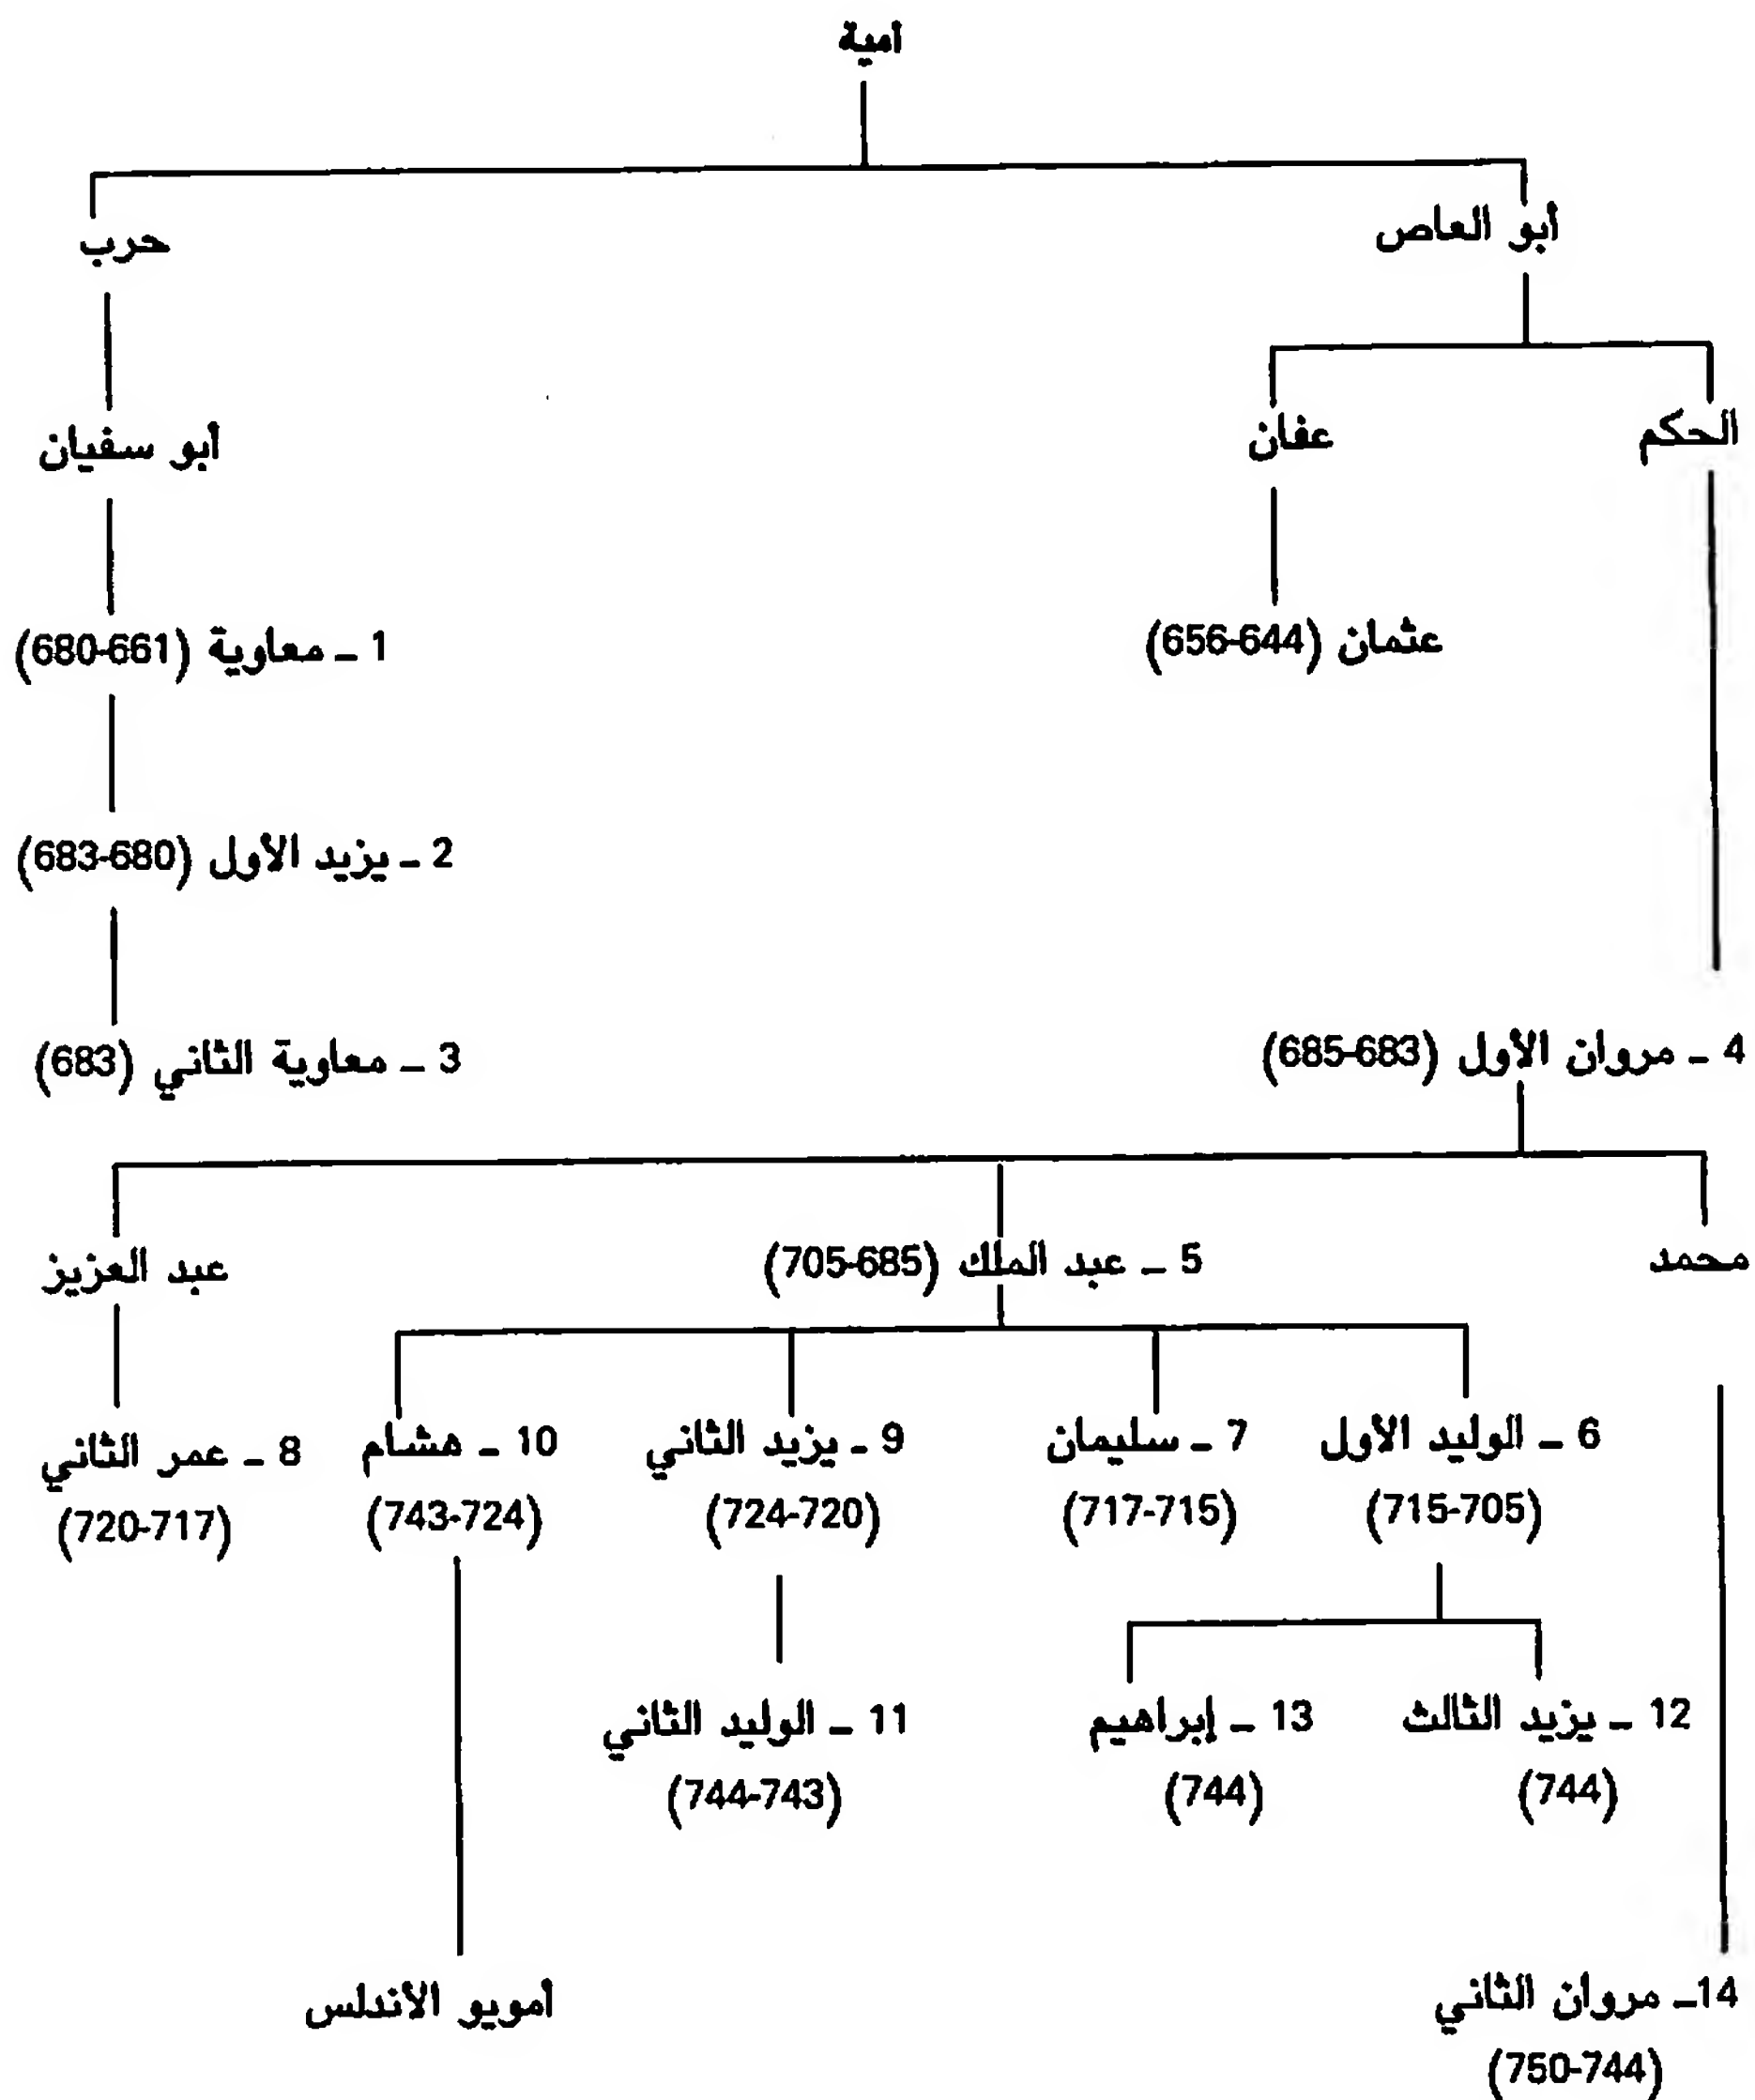 أمية
أبو العاص
حرب
الحكم
عفان
أبو سفيان
عثمان (656-644)
1 ـ معاوية (680-661)
2 ـ يزيد الأول (683-680)
4 ـ مروان الأول (685-683)
3 ـ معاوية الثاني (683)
محمد
5 ـ عبد الملك (705-685)
عبد العزيز
6 ـ الوليد الأول
(715-705)
7 ـ سليمان
(717-715)
9 ـ يزيد الثاني
(724-720)
10 ـ هشام
(743-724)
8 ـ عمر الثاني
(720-717)
12 ـ يزيد الثالث
(744)
13 ـ إبراهيم
(744)
11 ـ الوليد الثاني
(744-743)
14ـ مروان الثاني
(750-744)
أمويو الأندلس